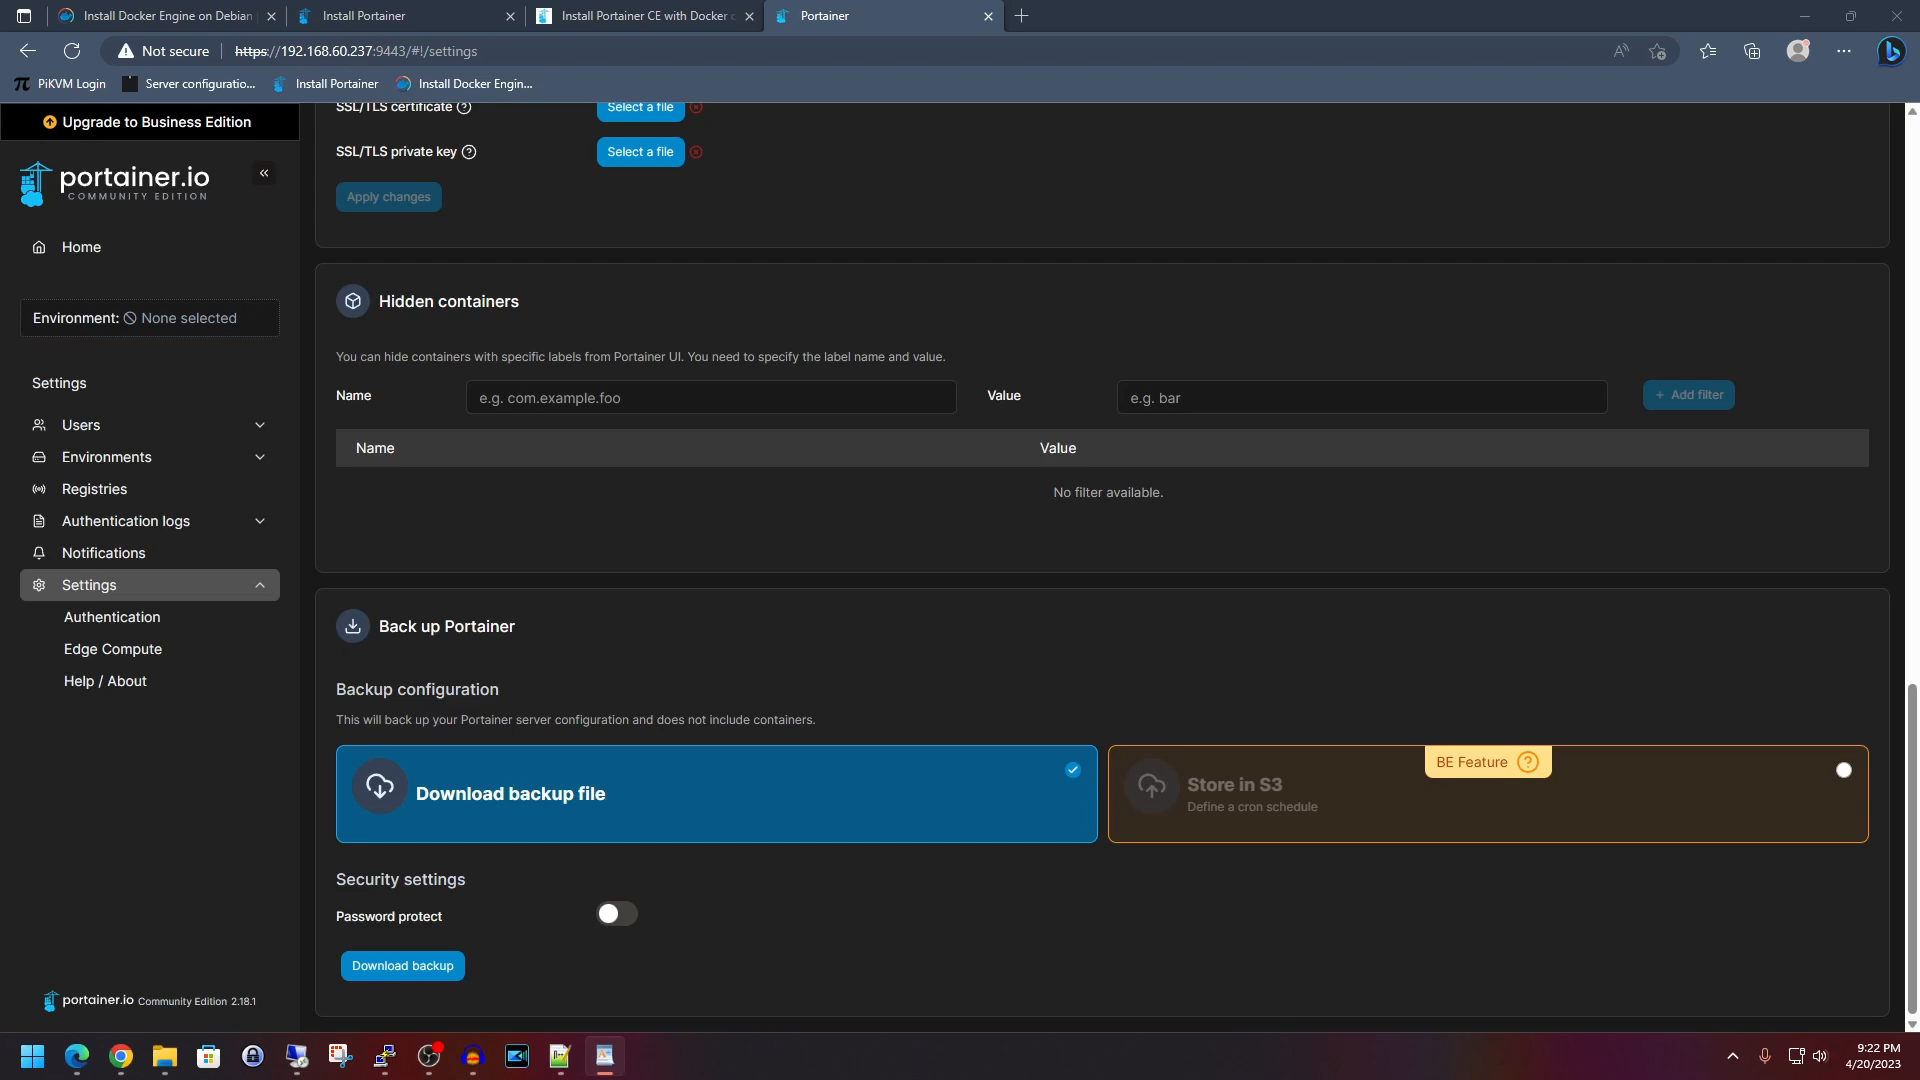 Install Docker Engine on Debian
Install Portainer
Install Portainer CE with Docker
Portainer
Not secure
https://192.168.60.237:9443/#!/settings
PiKVM Login
Server configuratio...
Install Portainer
Install Docker Engin...
Upgrade to Business Edition
portainer.io
COMMUNITY EDITION
Home
Environment: None selected
Settings
Users
Environments
Registries
Authentication logs
Notifications
Settings
Authentication
Edge Compute
Help / About
portainer.io Community Edition 2.18.1
SSL/TLS certificate
Select a file
SSL/TLS private key
Select a file
Apply changes
Hidden containers
You can hide containers with specific labels from Portainer UI. You need to specify the label name and value.
Name
e.g. com.example.foo
Value
e.g. bar
+ Add filter
Name
Value
No filter available.
Back up Portainer
Backup configuration
This will back up your Portainer server configuration and does not include containers.
Download backup file
BE Feature
Store in S3
Define a cron schedule
Security settings
Password protect
Download backup
9:22 PM
4/20/2023